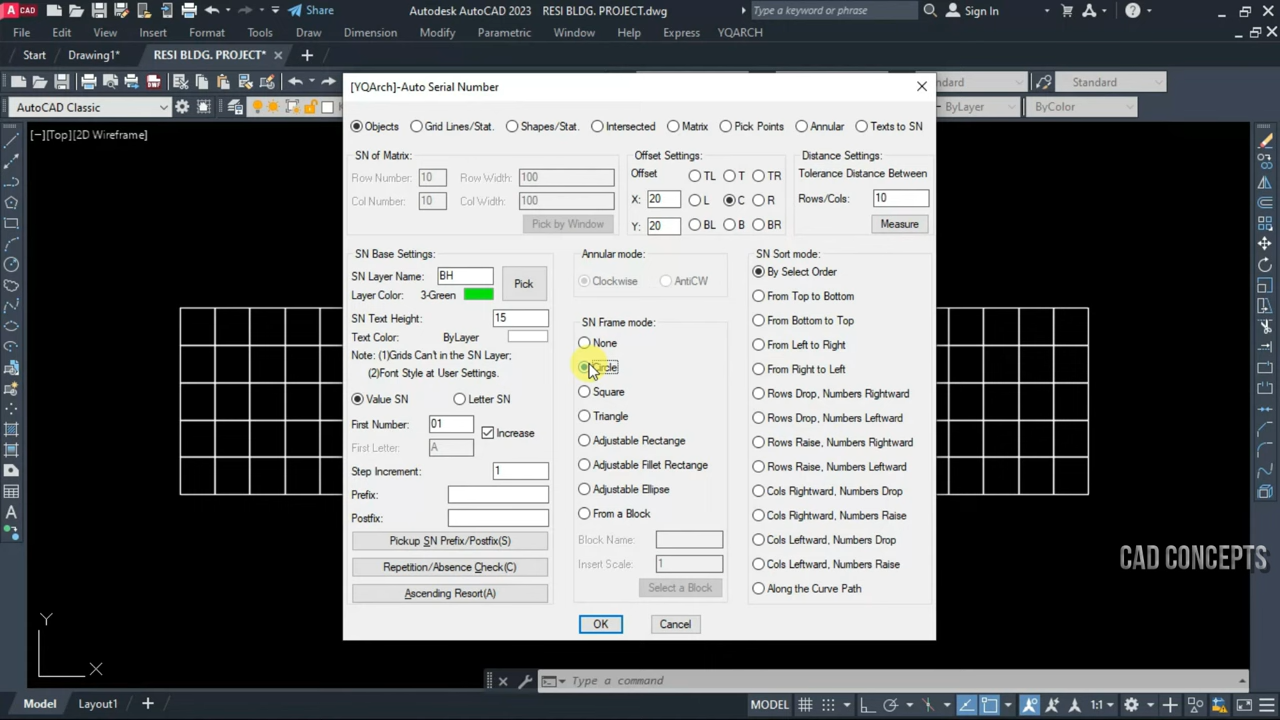 A CAD Share Autodesk AutoCAD 2023 RESI BLDG. PROJECT.dwg Type a keyword or phrase Sign In
File Edit View Insert Format Tools Draw Dimension Modify Parametric Window Help Express YQARCH
Start Drawing1* RESI BLDG. PROJECT*
ndard Standard
AutoCAD Classic ByLayer ByColor
[−][Top][2D Wireframe]
[YQArch]-Auto Serial Number
Objects Grid Lines/Stat. Shapes/Stat. Intersected Matrix Pick Points Annular Texts to SN
SN of Matrix:
Row Number: 10 Row Width: 100
Col Number: 10 Col Width: 100
Pick by Window
Offset Settings:
Offset TL T TR
X: 20 L C R
Y: 20 BL B BR
Distance Settings:
Tolerance Distance Between
Rows/Cols: 10
Measure
SN Base Settings:
SN Layer Name: BH Pick
Layer Color: 3-Green
SN Text Height: 15
Text Color: ByLayer
Note: (1)Grids Can't in the SN Layer;
(2)Font Style at User Settings.
Value SN Letter SN
First Number: 01 Increase
First Letter: A
Step Increment: 1
Prefix:
Postfix:
Pickup SN Prefix/Postfix(S)
Repetition/Absence Check(C)
Ascending Resort(A)
Annular mode:
Clockwise AntiCW
SN Frame mode:
None
Square
Triangle
Adjustable Rectange
Adjustable Fillet Rectange
Adjustable Ellipse
From a Block
Block Name:
Insert Scale: 1
Select a Block
SN Sort mode:
By Select Order
From Top to Bottom
From Bottom to Top
From Left to Right
From Right to Left
Rows Drop, Numbers Rightward
Rows Drop, Numbers Leftward
Rows Raise, Numbers Rightward
Rows Raise, Numbers Leftward
Cols Rightward, Numbers Drop
Cols Rightward, Numbers Raise
Cols Leftward, Numbers Drop
Cols Leftward, Numbers Raise
Along the Curve Path
OK Cancel
CAD CONCEPTS
Y
X
Type a command
Model Layout1 MODEL 1:1